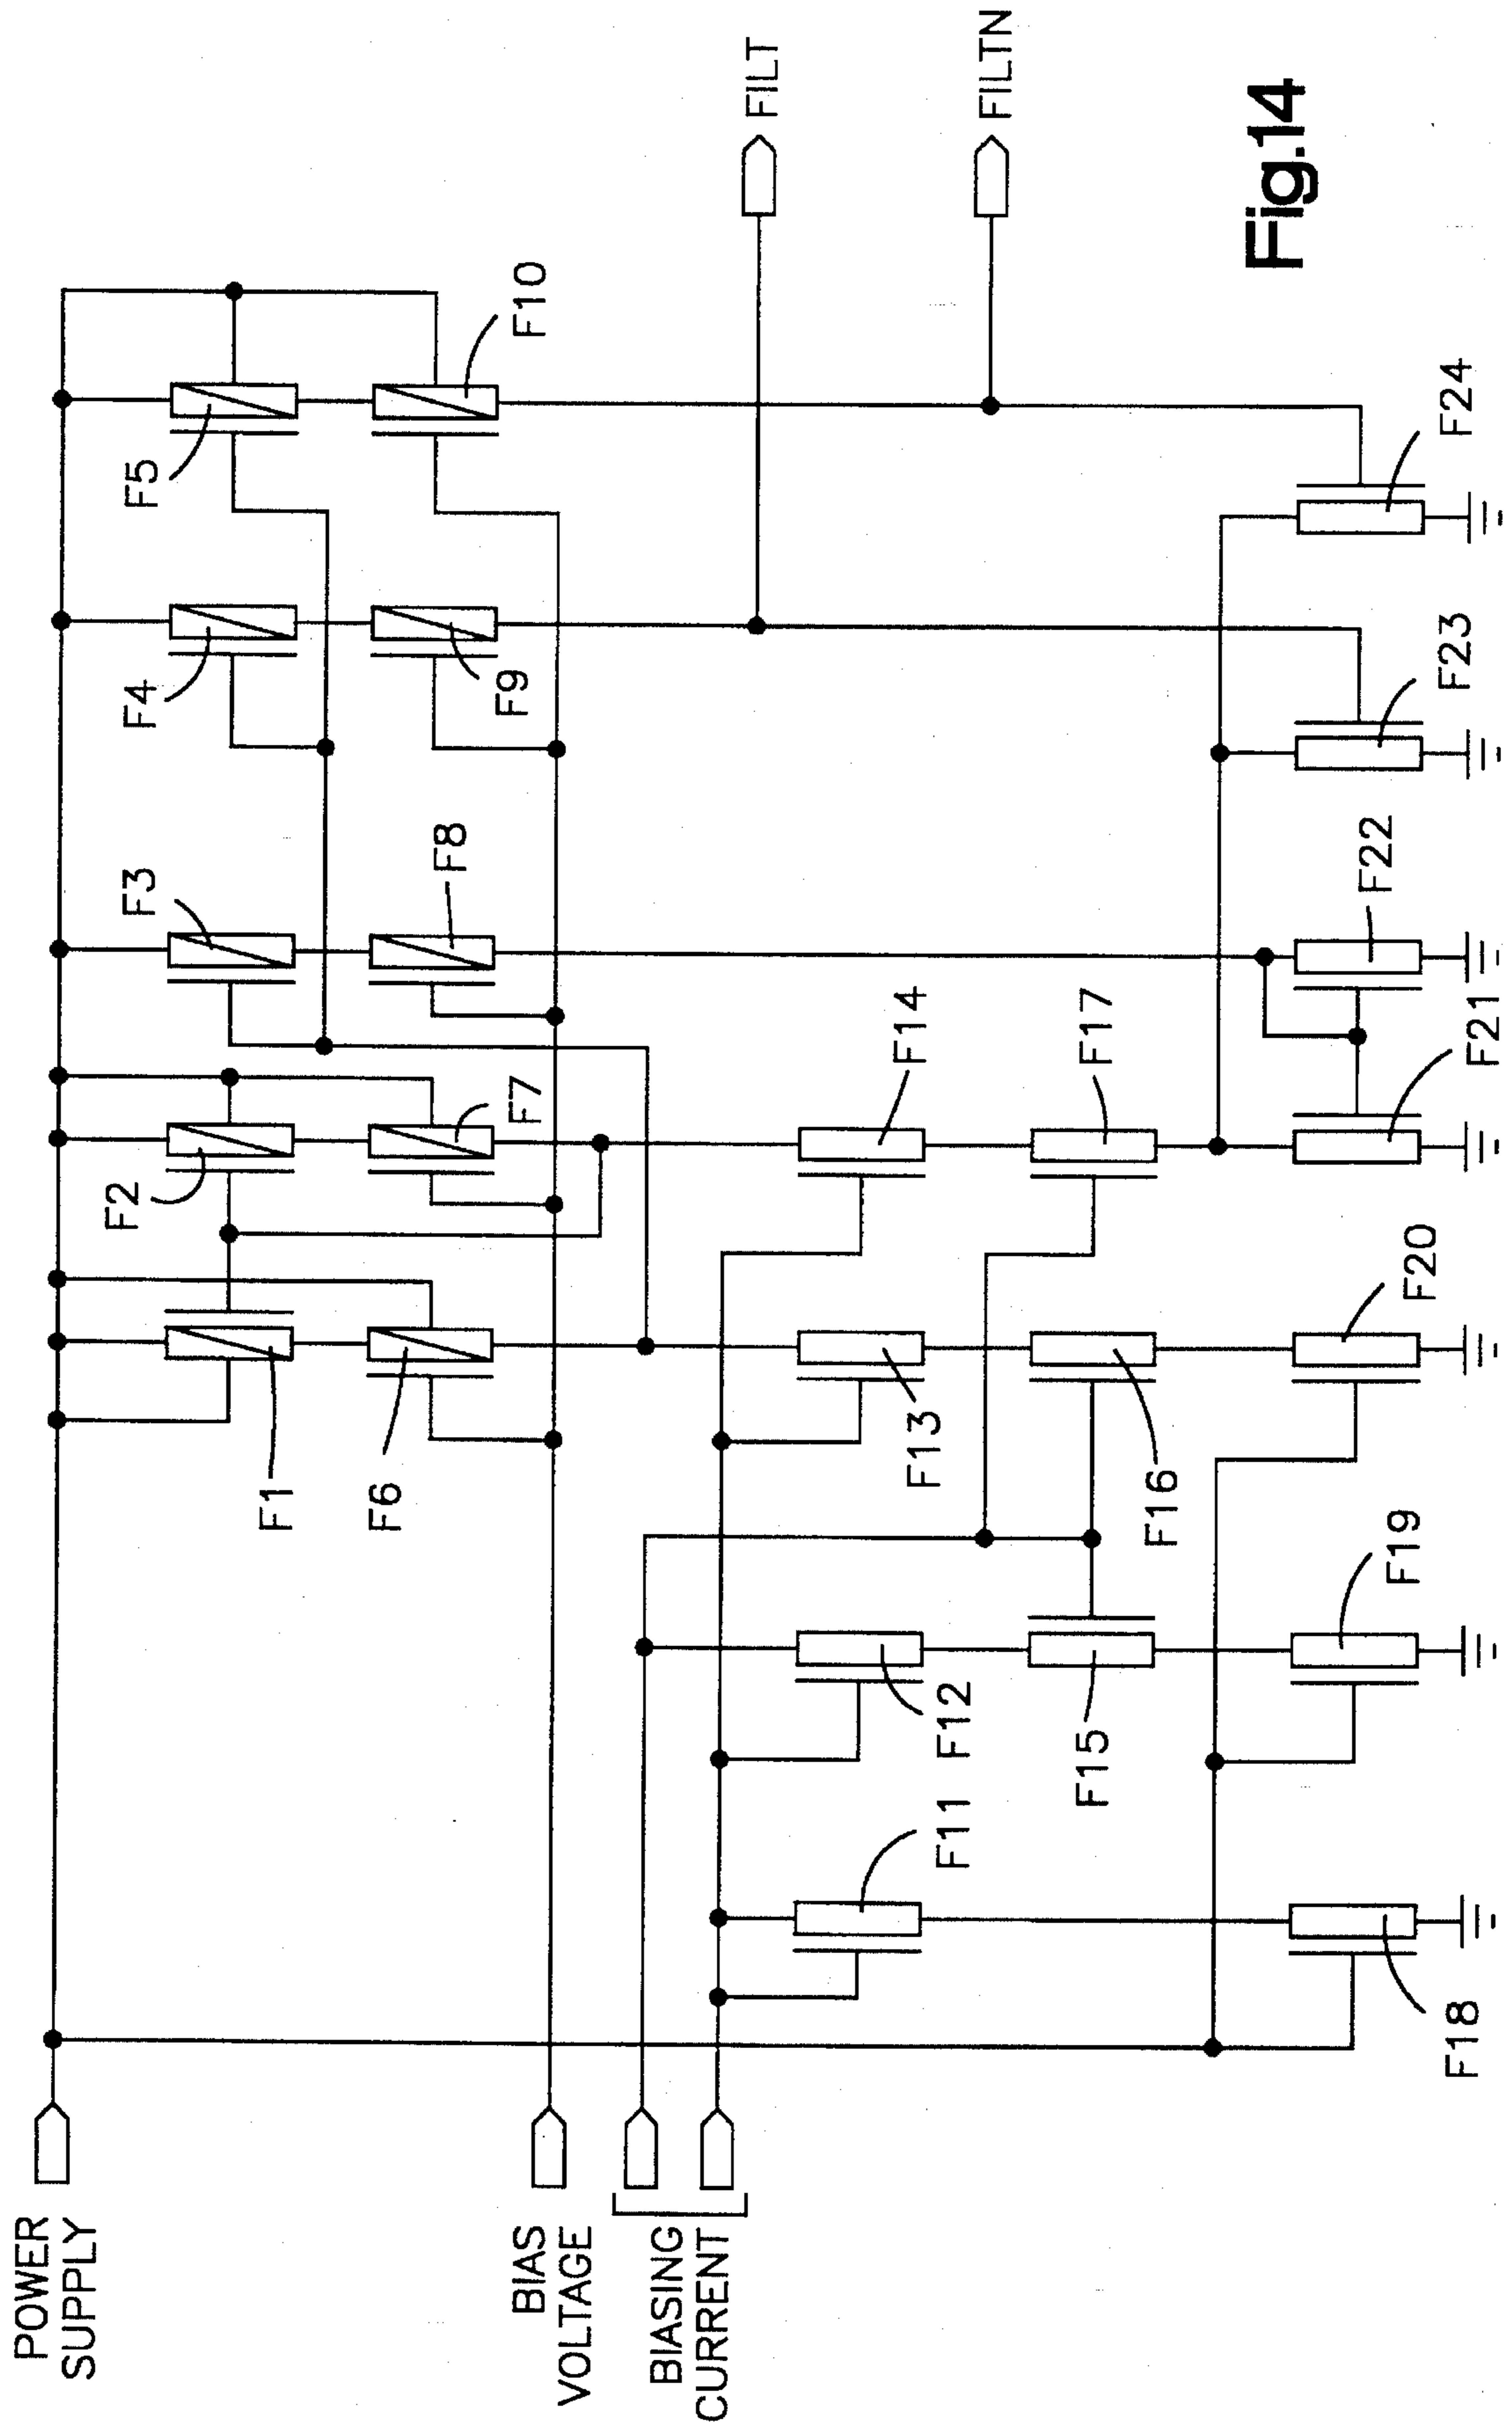 POWER
SUPPLY
BIAS
VOLTAGE
BIASING
CURRENT
F1
F2
F3
F4
F5
F6
F7
F8
F9
F10
F11
F12
F13
F14
F15
F16
F17
F18
F19
F20
F21
F22
F23
F24
FILT
FILTN
Fig.14